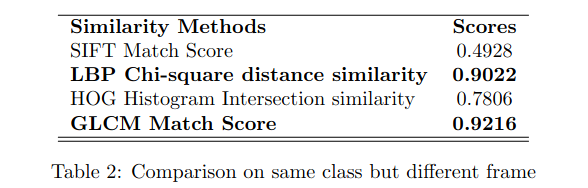 Similarity Methods Scores
SIFT Match Score 0.4928
LBP Chi-square distance similarity 0.9022
HOG Histogram Intersection similarity 0.7806
GLCM Match Score 0.9216
Table 2: Comparison on same class but different frame